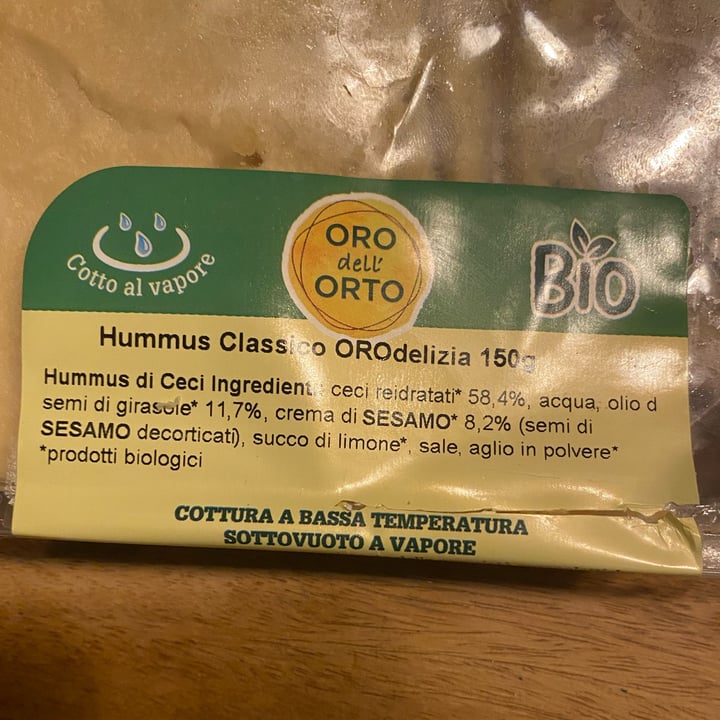 Cotto al vapore
ORO
dell'
ORTO
BIO
Hummus Classico OROdelizia 150g
Hummus di Ceci Ingredienti: ceci reidratati* 58,4%, acqua, olio d
semi di girasole* 11,7%, crema di SESAMO* 8,2% (semi di
SESAMO decorticati), succo di limone*, sale, aglio in polvere*
*prodotti biologici
COTTURA A BASSA TEMPERATURA
SOTTOVUOTO A VAPORE